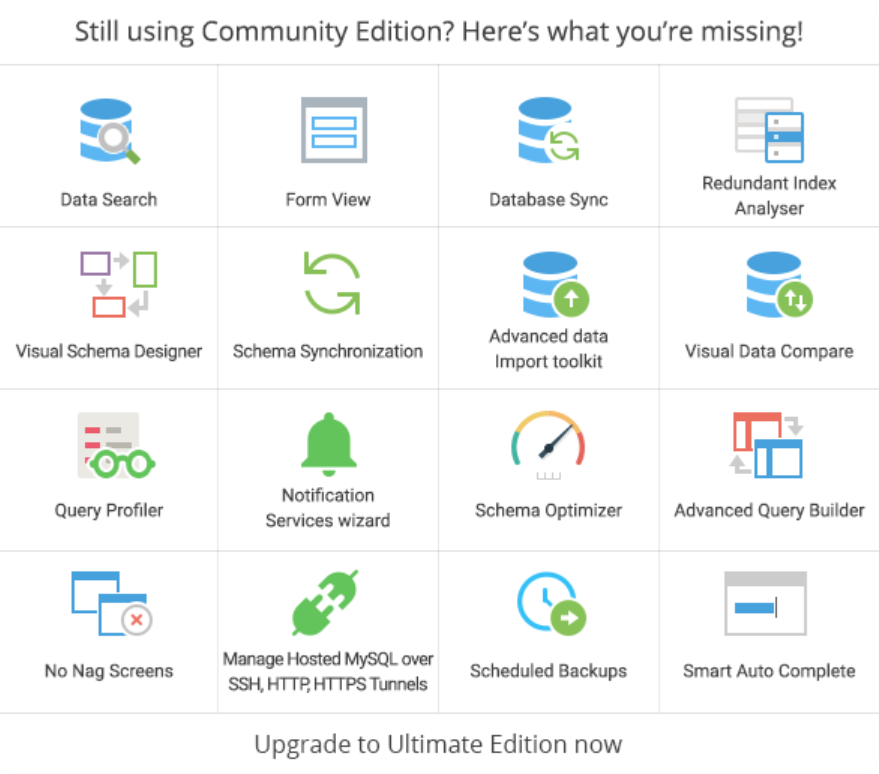 Still using Community Edition? Here's what you're missing!
Data Search
Form View
Database Sync
Redundant Index
Analyser
Visual Schema Designer
Schema Synchronization
Advanced data
Import toolkit
Visual Data Compare
Query Profiler
Notification
Services wizard
Schema Optimizer
Advanced Query Builder
No Nag Screens
Manage Hosted MySQL over
SSH, HTTP, HTTPS Tunnels
Scheduled Backups
Smart Auto Complete
Upgrade to Ultimate Edition now